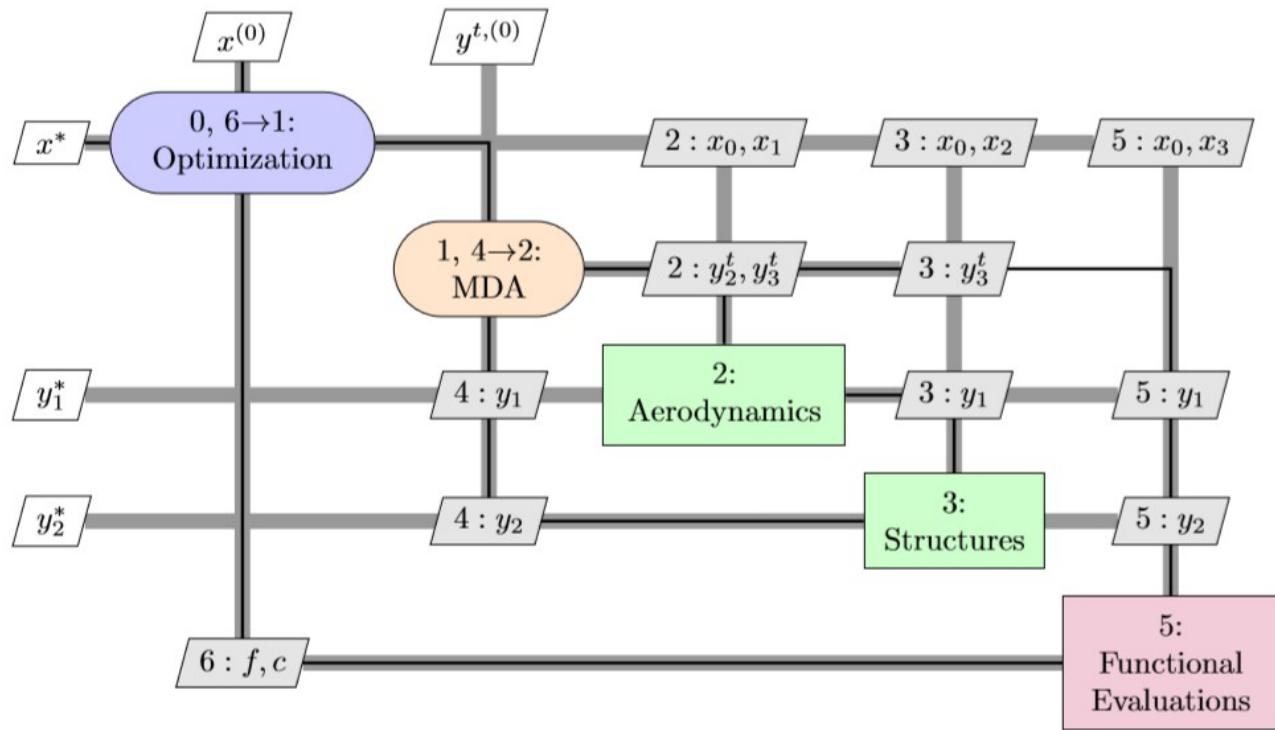 x^{(0)}
y^{t,(0)}
x^*
0, 6→1:
Optimization
2 : x_0, x_1
3 : x_0, x_2
5 : x_0, x_3
1, 4→2:
MDA
2 : y_2^t, y_3^t
3 : y_3^t
y_1^*
4 : y_1
2:
Aerodynamics
3 : y_1
5 : y_1
y_2^*
4 : y_2
3:
Structures
5 : y_2
6 : f, c
5:
Functional
Evaluations